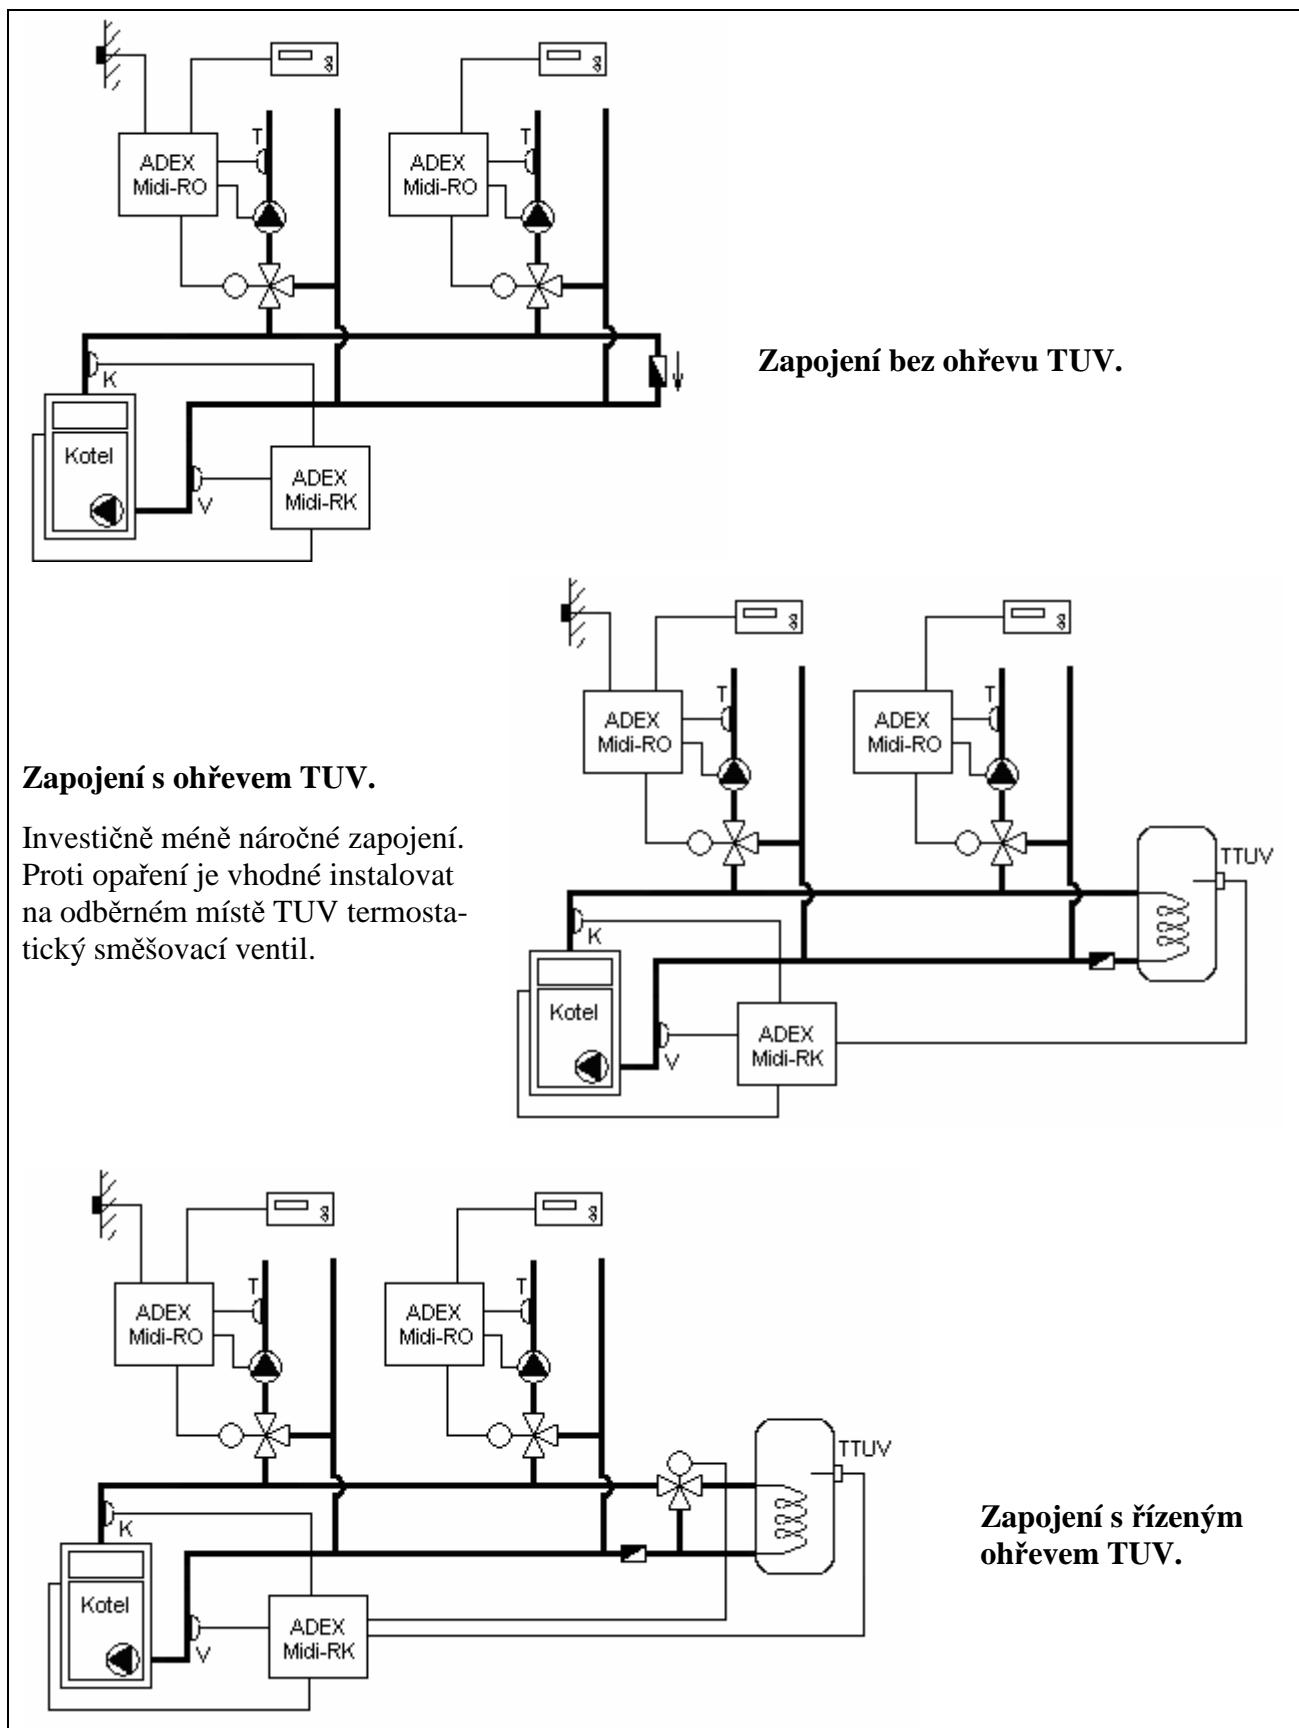 T
T
ADEX
Midi-RO
ADEX
Midi-RO
Zapojení bez ohřevu TUV.
K
Kotel
V
ADEX
Midi-RK
T
T
ADEX
Midi-RO
ADEX
Midi-RO
Zapojení s ohřevem TUV.
Investičně méně náročné zapojení.
Proti opaření je vhodné instalovat
na odběrném místě TUV termosta-
tický směšovací ventil.
TTUV
K
Kotel
V
ADEX
Midi-RK
T
T
ADEX
Midi-RO
ADEX
Midi-RO
TTUV
K
Zapojení s řízeným
ohřevem TUV.
Kotel
V
ADEX
Midi-RK